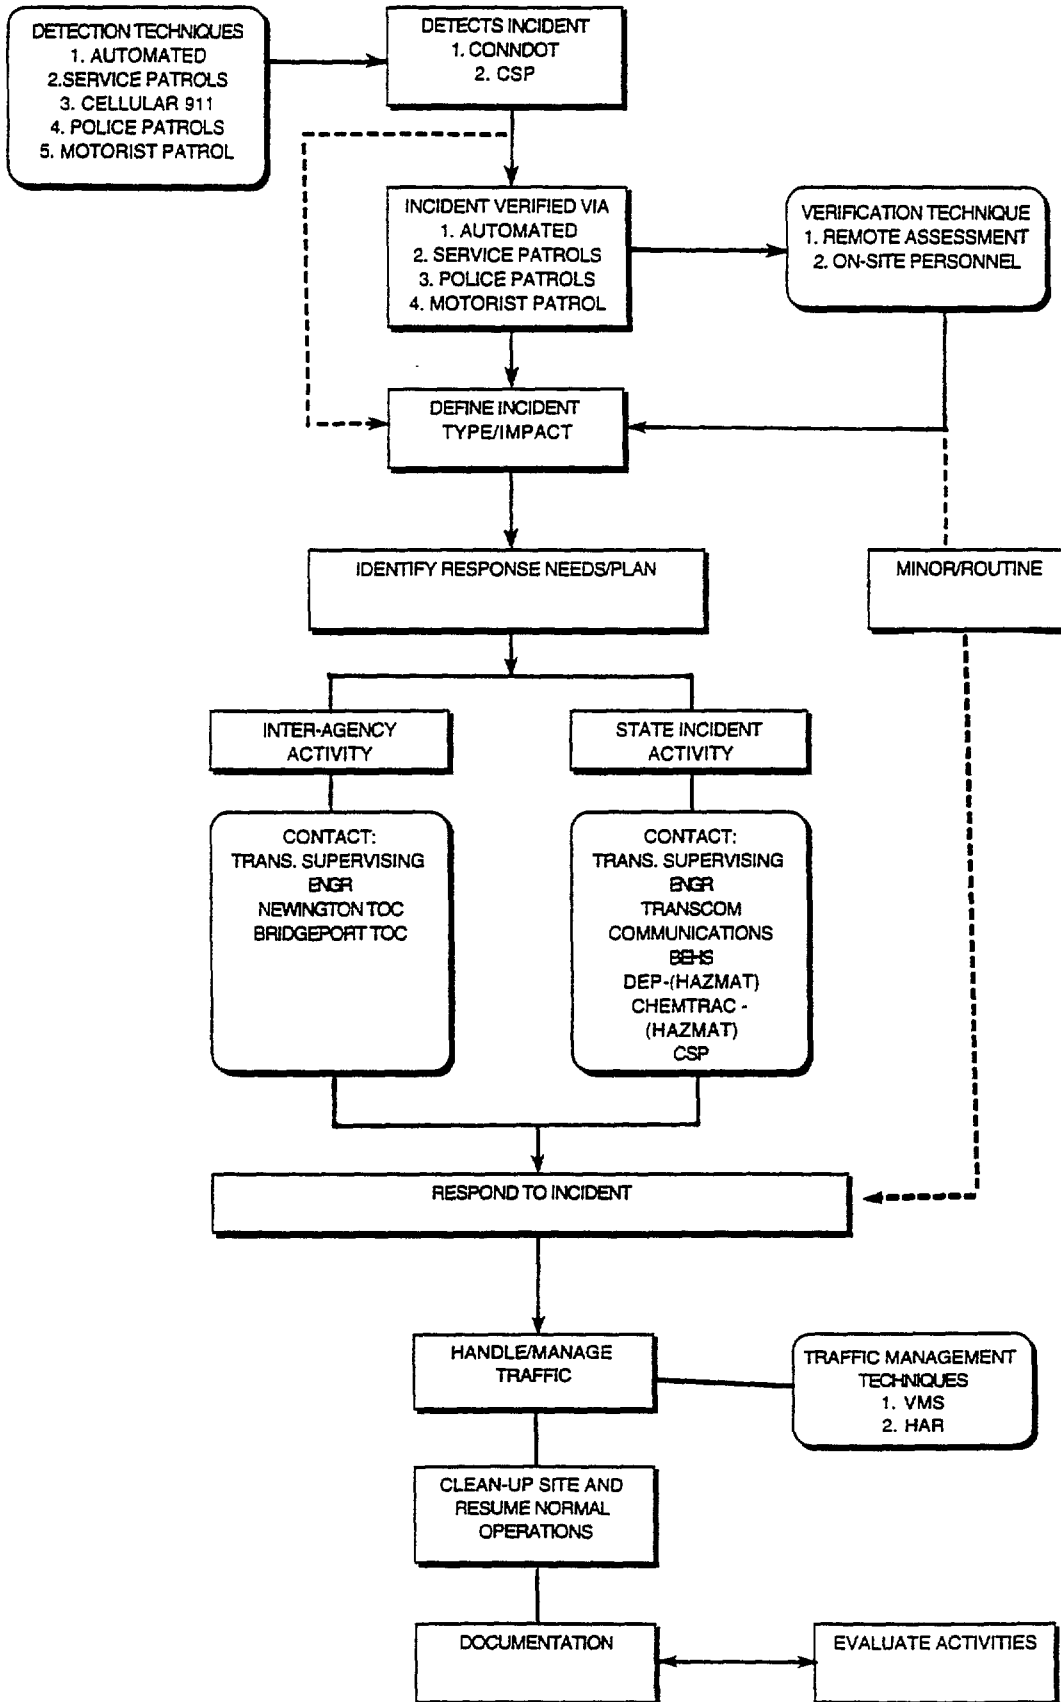 DETECTION TECHNIQUES
1. AUTOMATED
2.SERVICE PATROLS
3. CELLULAR 911
4. POLICE PATROLS
5. MOTORIST PATROL
DETECTS INCIDENT
1. CONNDOT
2. CSP
INCIDENT VERIFIED VIA
1. AUTOMATED
2. SERVICE PATROLS
3. POLICE PATROLS
4. MOTORIST PATROL
VERIFICATION TECHNIQUE
1. REMOTE ASSESSMENT
2. ON-SITE PERSONNEL
DEFINE INCIDENT
TYPE/IMPACT
IDENTIFY RESPONSE NEEDS/PLAN
MINOR/ROUTINE
INTER-AGENCY
ACTIVITY
STATE INCIDENT
ACTIVITY
CONTACT:
TRANS. SUPERVISING
ENGR
NEWINGTON TOC
BRIDGEPORT TOC
CONTACT:
TRANS. SUPERVISING
ENGR
TRANSCOM
COMMUNICATIONS
BEHS
DEP-(HAZMAT)
CHEMTRAC -
(HAZMAT)
CSP
RESPOND TO INCIDENT
HANDLE/MANAGE
TRAFFIC
TRAFFIC MANAGEMENT
TECHNIQUES
1. VMS
2. HAR
CLEAN-UP SITE AND
RESUME NORMAL
OPERATIONS
DOCUMENTATION
EVALUATE ACTIVITIES